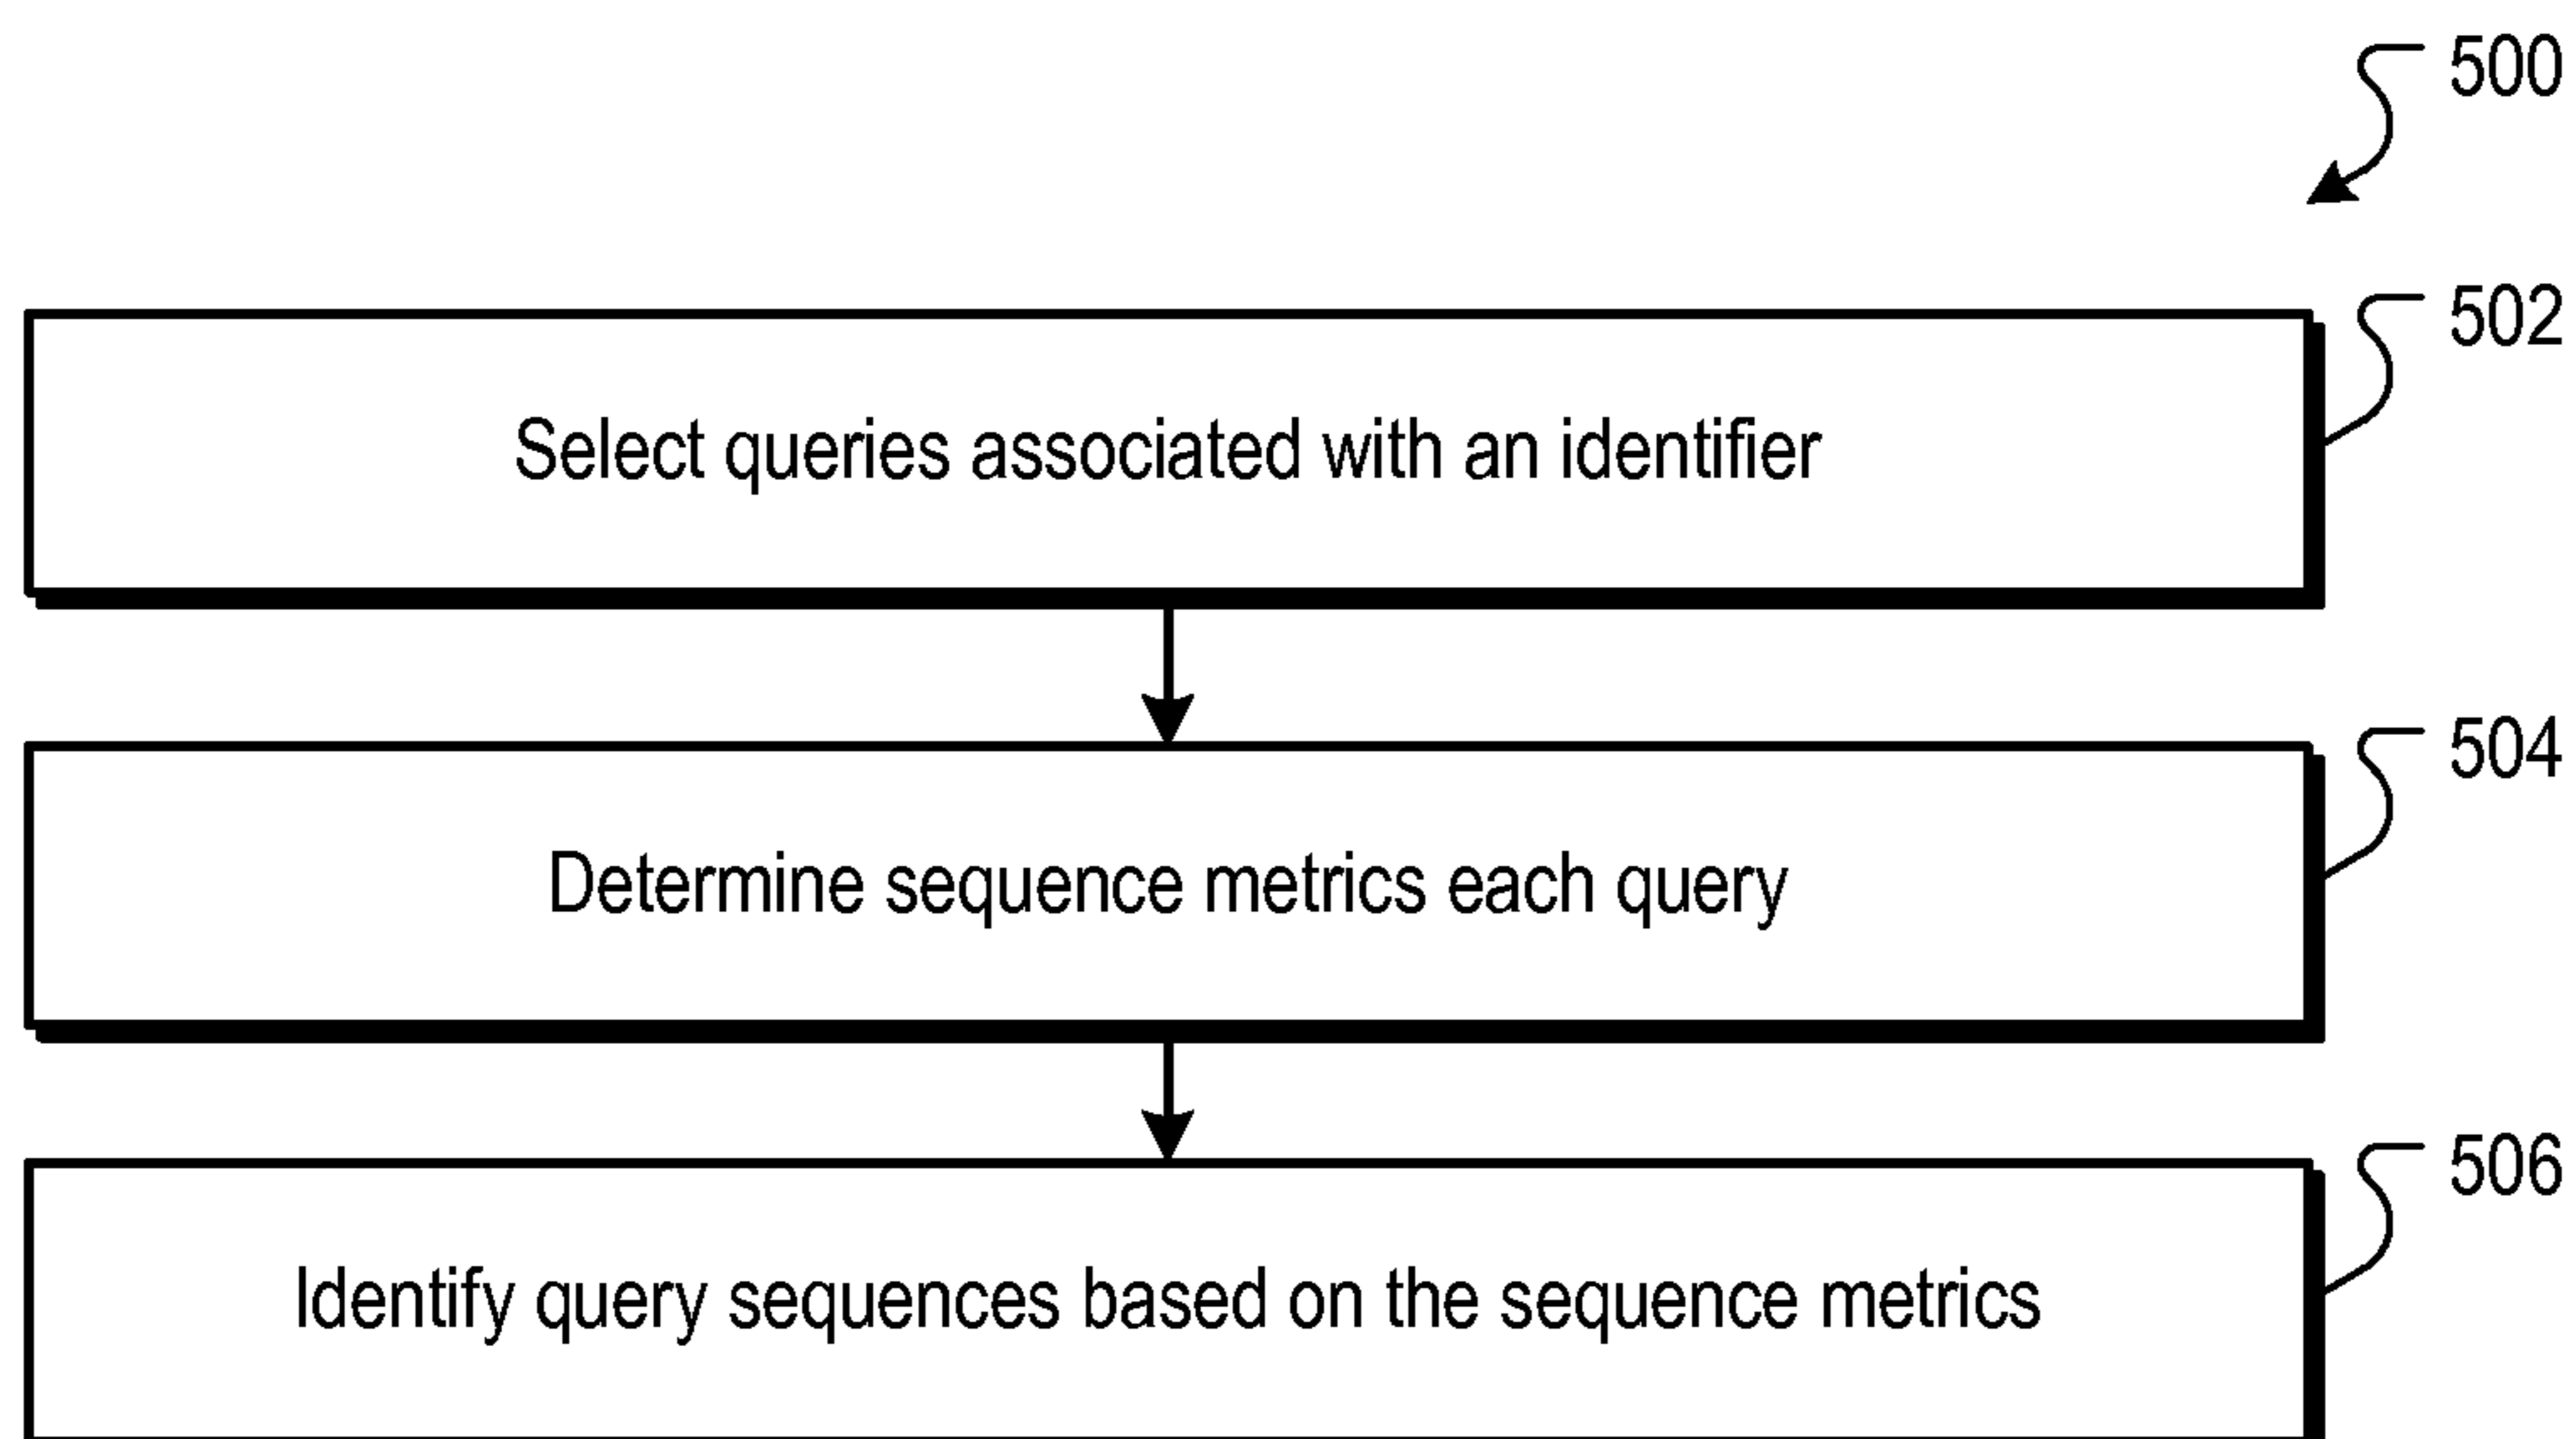 500
502
Select queries associated with an identifier
504
Determine sequence metrics each query
506
Identify query sequences based on the sequence metrics